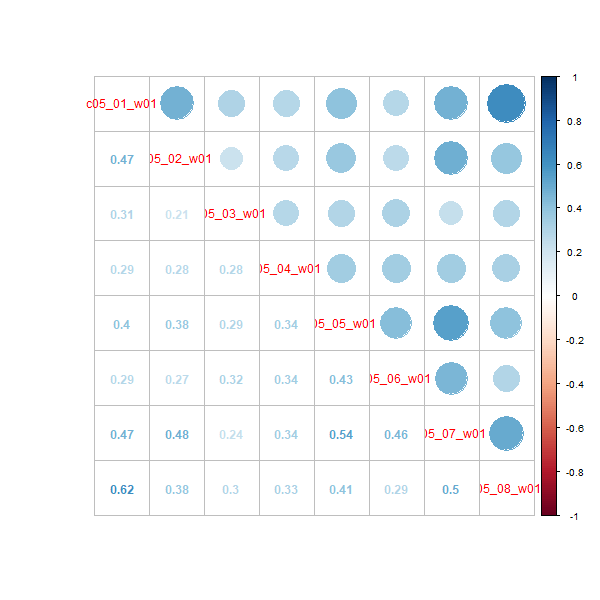 c05_01_w01
0.47 05_02_w01
0.31 0.21 05_03_w01
0.29 0.28 0.28 05_04_w01
0.4 0.38 0.29 0.34 05_05_w01
0.29 0.27 0.32 0.34 0.43 05_06_w01
0.47 0.48 0.24 0.34 0.54 0.46 05_07_w01
0.62 0.38 0.3 0.33 0.41 0.29 0.5 05_08_w01
1
0.8
0.6
0.4
0.2
0
-0.2
-0.4
-0.6
-0.8
-1